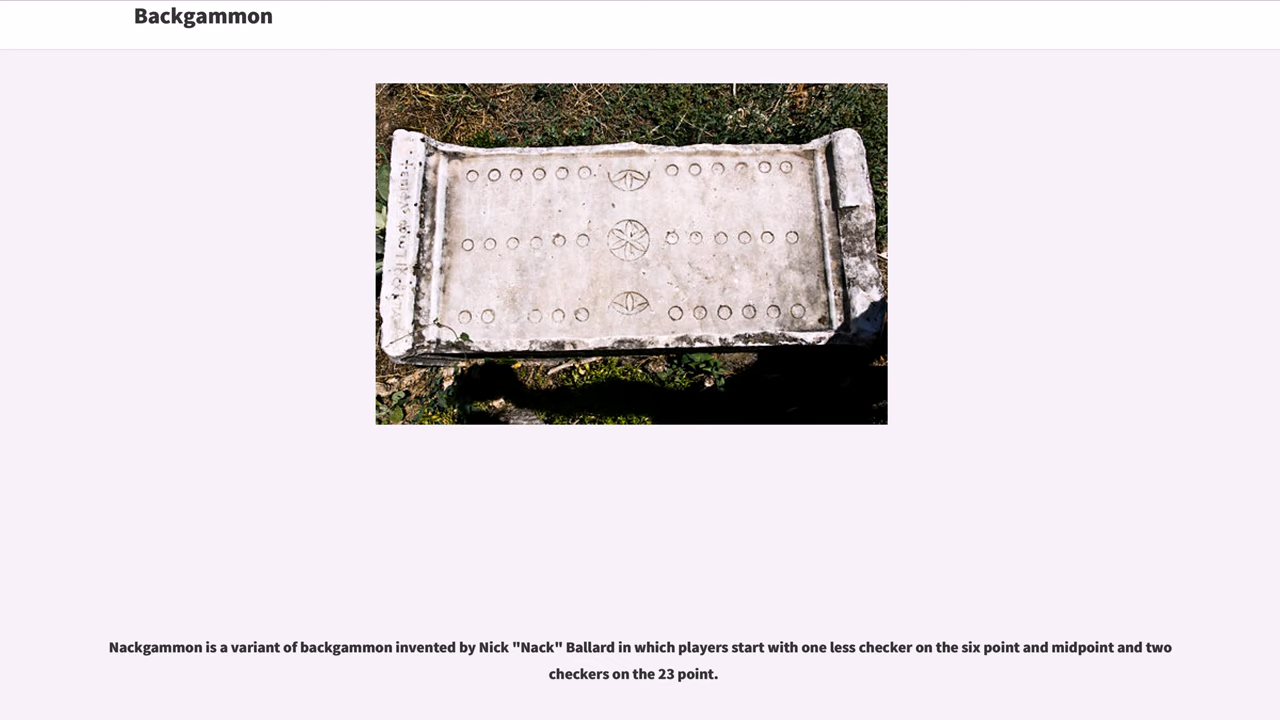 Backgammon
Nackgammon is a variant of backgammon invented by Nick "Nack" Ballard in which players start with one less checker on the six point and midpoint and two
checkers on the 23 point.